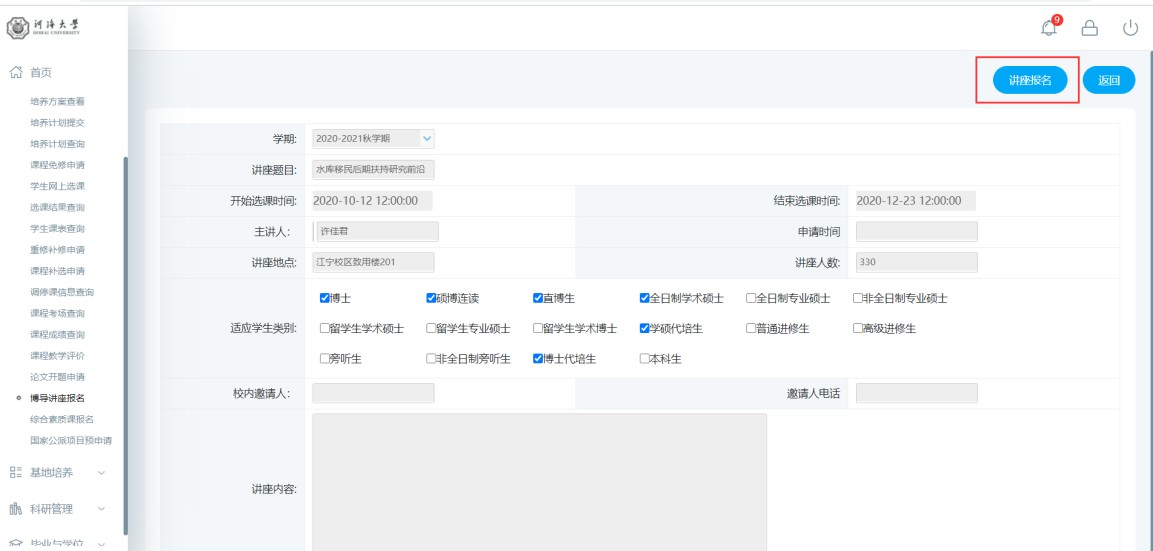 河海大学
HOHAI UNIVERSITY
9
首页
培养方案查看
培养计划提交
培养计划查询
课程免修申请
学生网上选课
选课结果查询
学生课表查询
重修补修申请
课程补选申请
调停课信息查询
课程考场查询
课程成绩查询
课程教学评价
论文开题申请
博导讲座报名
综合素质课报名
国家公派项目预申请
基地培养
科研管理
毕业与学位
讲座报名 返回
学期: 2020-2021秋学期
讲座题目: 水库移民后期扶持研究前沿
开始选课时间: 2020-10-12 12:00:00 结束选课时间: 2020-12-23 12:00:00
主讲人: 许佳君 申请时间
讲座地点: 江宁校区致用楼201 讲座人数: 330
博士 硕博连读 直博生 全日制学术硕士 全日制专业硕士 非全日制专业硕士
适应学生类别: 留学生学术硕士 留学生专业硕士 留学生学术博士 学硕代培生 普通进修生 高级进修生
旁听生 非全日制旁听生 博士代培生 本科生
校内邀请人: 邀请人电话
讲座内容: